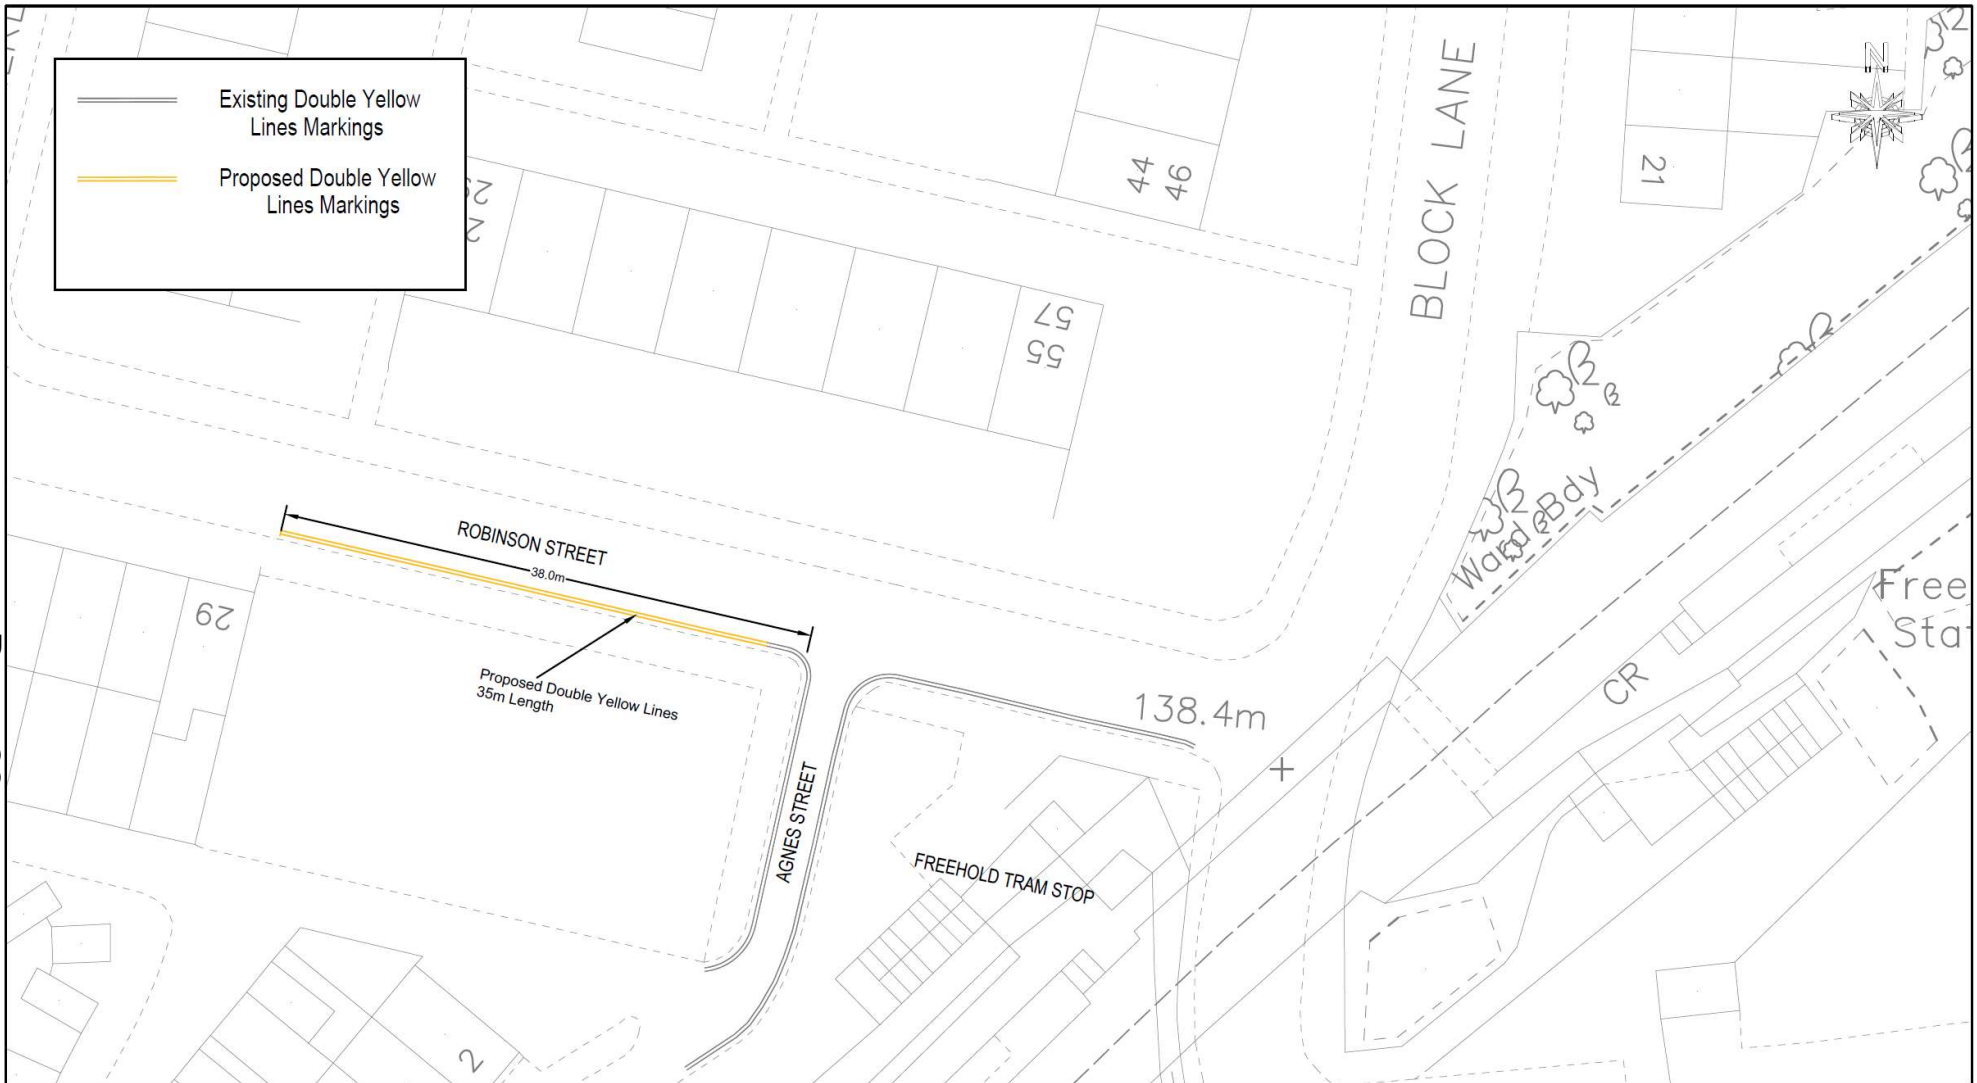 Existing Double Yellow
Lines Markings
Proposed Double Yellow
Lines Markings
N
44
46
BLOCK LANE
21
57
55
ROBINSON STREET
38.0m
29
Proposed Double Yellow Lines
35m Length
138.4m
Ward Bdy
Free
Sta
CR
AGNES STREET
FREEHOLD TRAM STOP
2